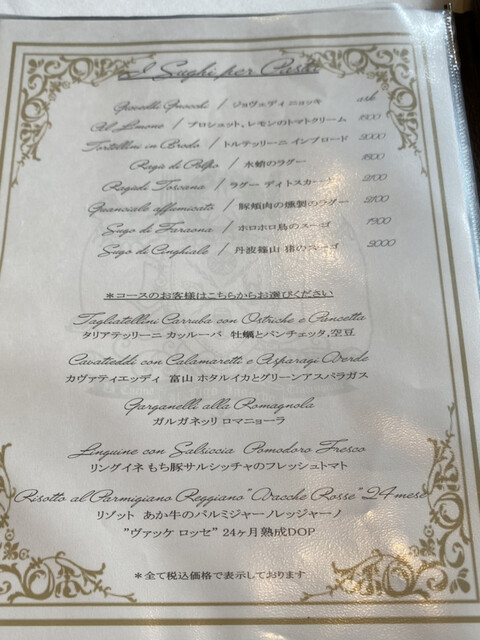 I Sughi per Pasta
Giovedhi Gnocchi / ジョヴェディ ニョッキ ask
Al Limone / プロシュット、レモンのトマトクリーム
Tortellini in Brodo / トルテッリーニ インブロード 2000
Ragù di Polpo / 水蛸のラグー
Ragù di Toscana / ラグー ディ トスカーナ 2100
Guanciale affumicato / 豚頬肉の燻製のラグー 2100
Sugo di Faraona / ホロホロ鳥のスーゴ 1900
Sugo di Cinghiale / 丹波篠山 猪のスーゴ 2000
＊コースのお客様はこちらからお選びください
Tagliatellini Carruba con Ostriche e Pancetta
タリアテッリーニ カッルーバ 牡蠣とパンチェッタ、空豆
Cavatieddi con Calamaretti e Asparagi Verde
カヴァティエッディ 富山 ホタルイカとグリーンアスパラガス
Garganelli alla Romagnola
ガルガネッリ ロマニョーラ
Linguine con Salsiccia Pomodoro Fresco
リングイネ もち豚サルシッチャのフレッシュトマト
Risotto al Parmigiano Reggiano "Vacche Rosse" 24mese
リゾット あか牛のパルミジャーノレッジャーノ
"ヴァッケ ロッセ" 24ヶ月熟成DOP
＊全て税込価格で表示しております